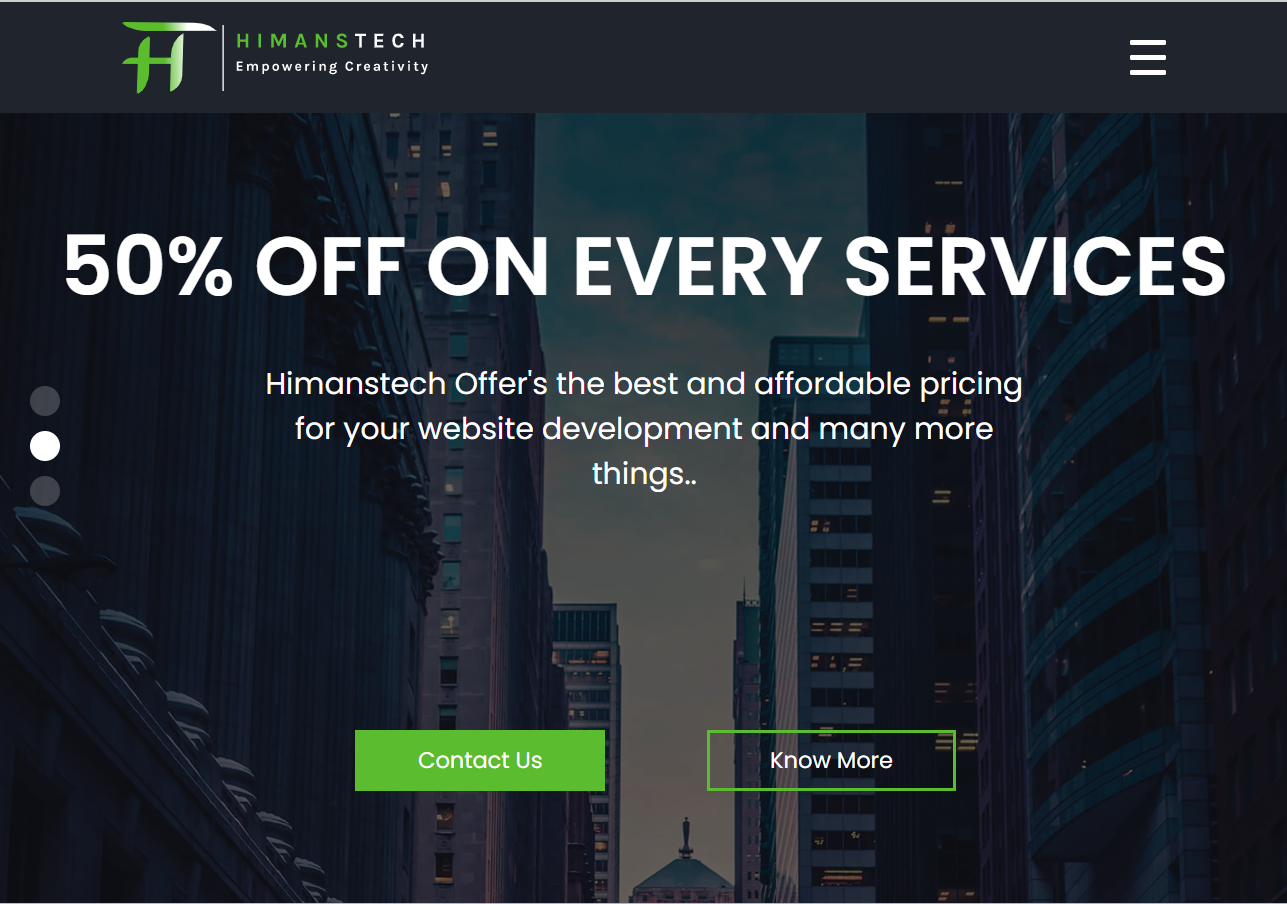 HIMANSTECH
Empowering Creativity
50% OFF ON EVERY SERVICES
Himanstech Offer's the best and affordable pricing
for your website development and many more
things..
Contact Us
Know More